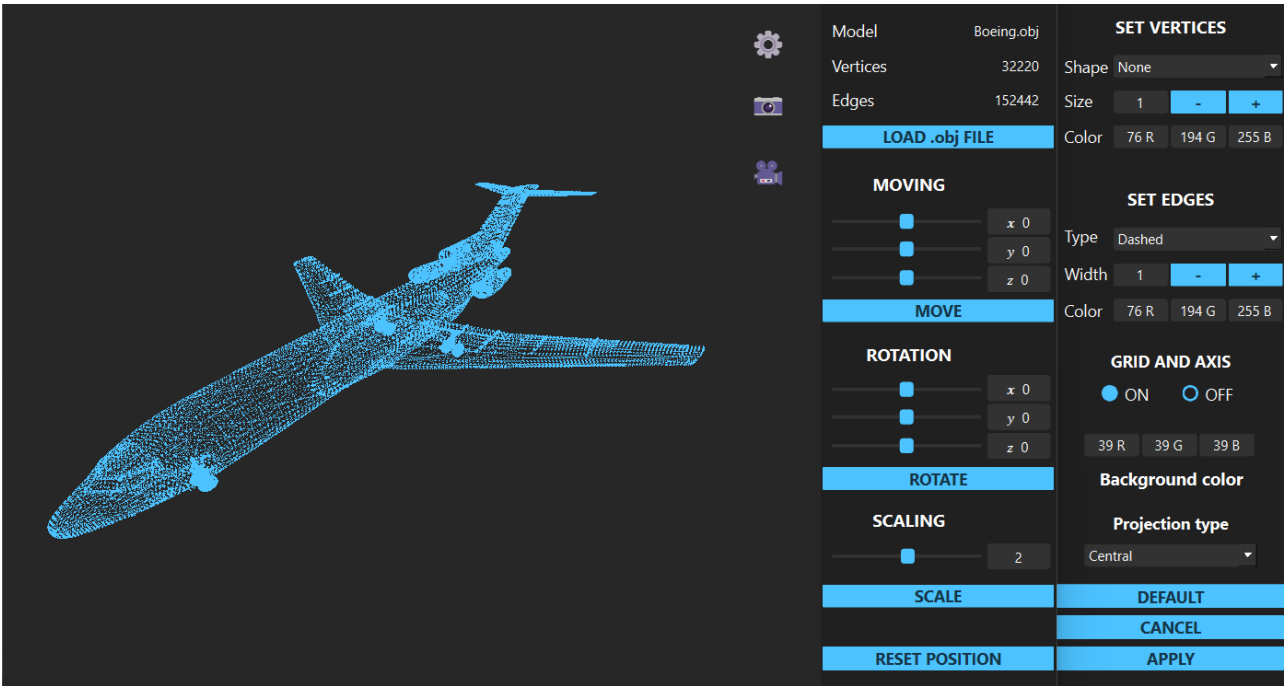 Model Boeing.obj
Vertices 32220
Edges 152442
LOAD .obj FILE
MOVING
x 0
y 0
z 0
MOVE
ROTATION
x 0
y 0
z 0
ROTATE
SCALING
2
SCALE
RESET POSITION
SET VERTICES
Shape None
Size 1 - +
Color 76 R 194 G 255 B
SET EDGES
Type Dashed
Width 1 - +
Color 76 R 194 G 255 B
GRID AND AXIS
ON OFF
39 R 39 G 39 B
Background color
Projection type
Central
DEFAULT
CANCEL
APPLY